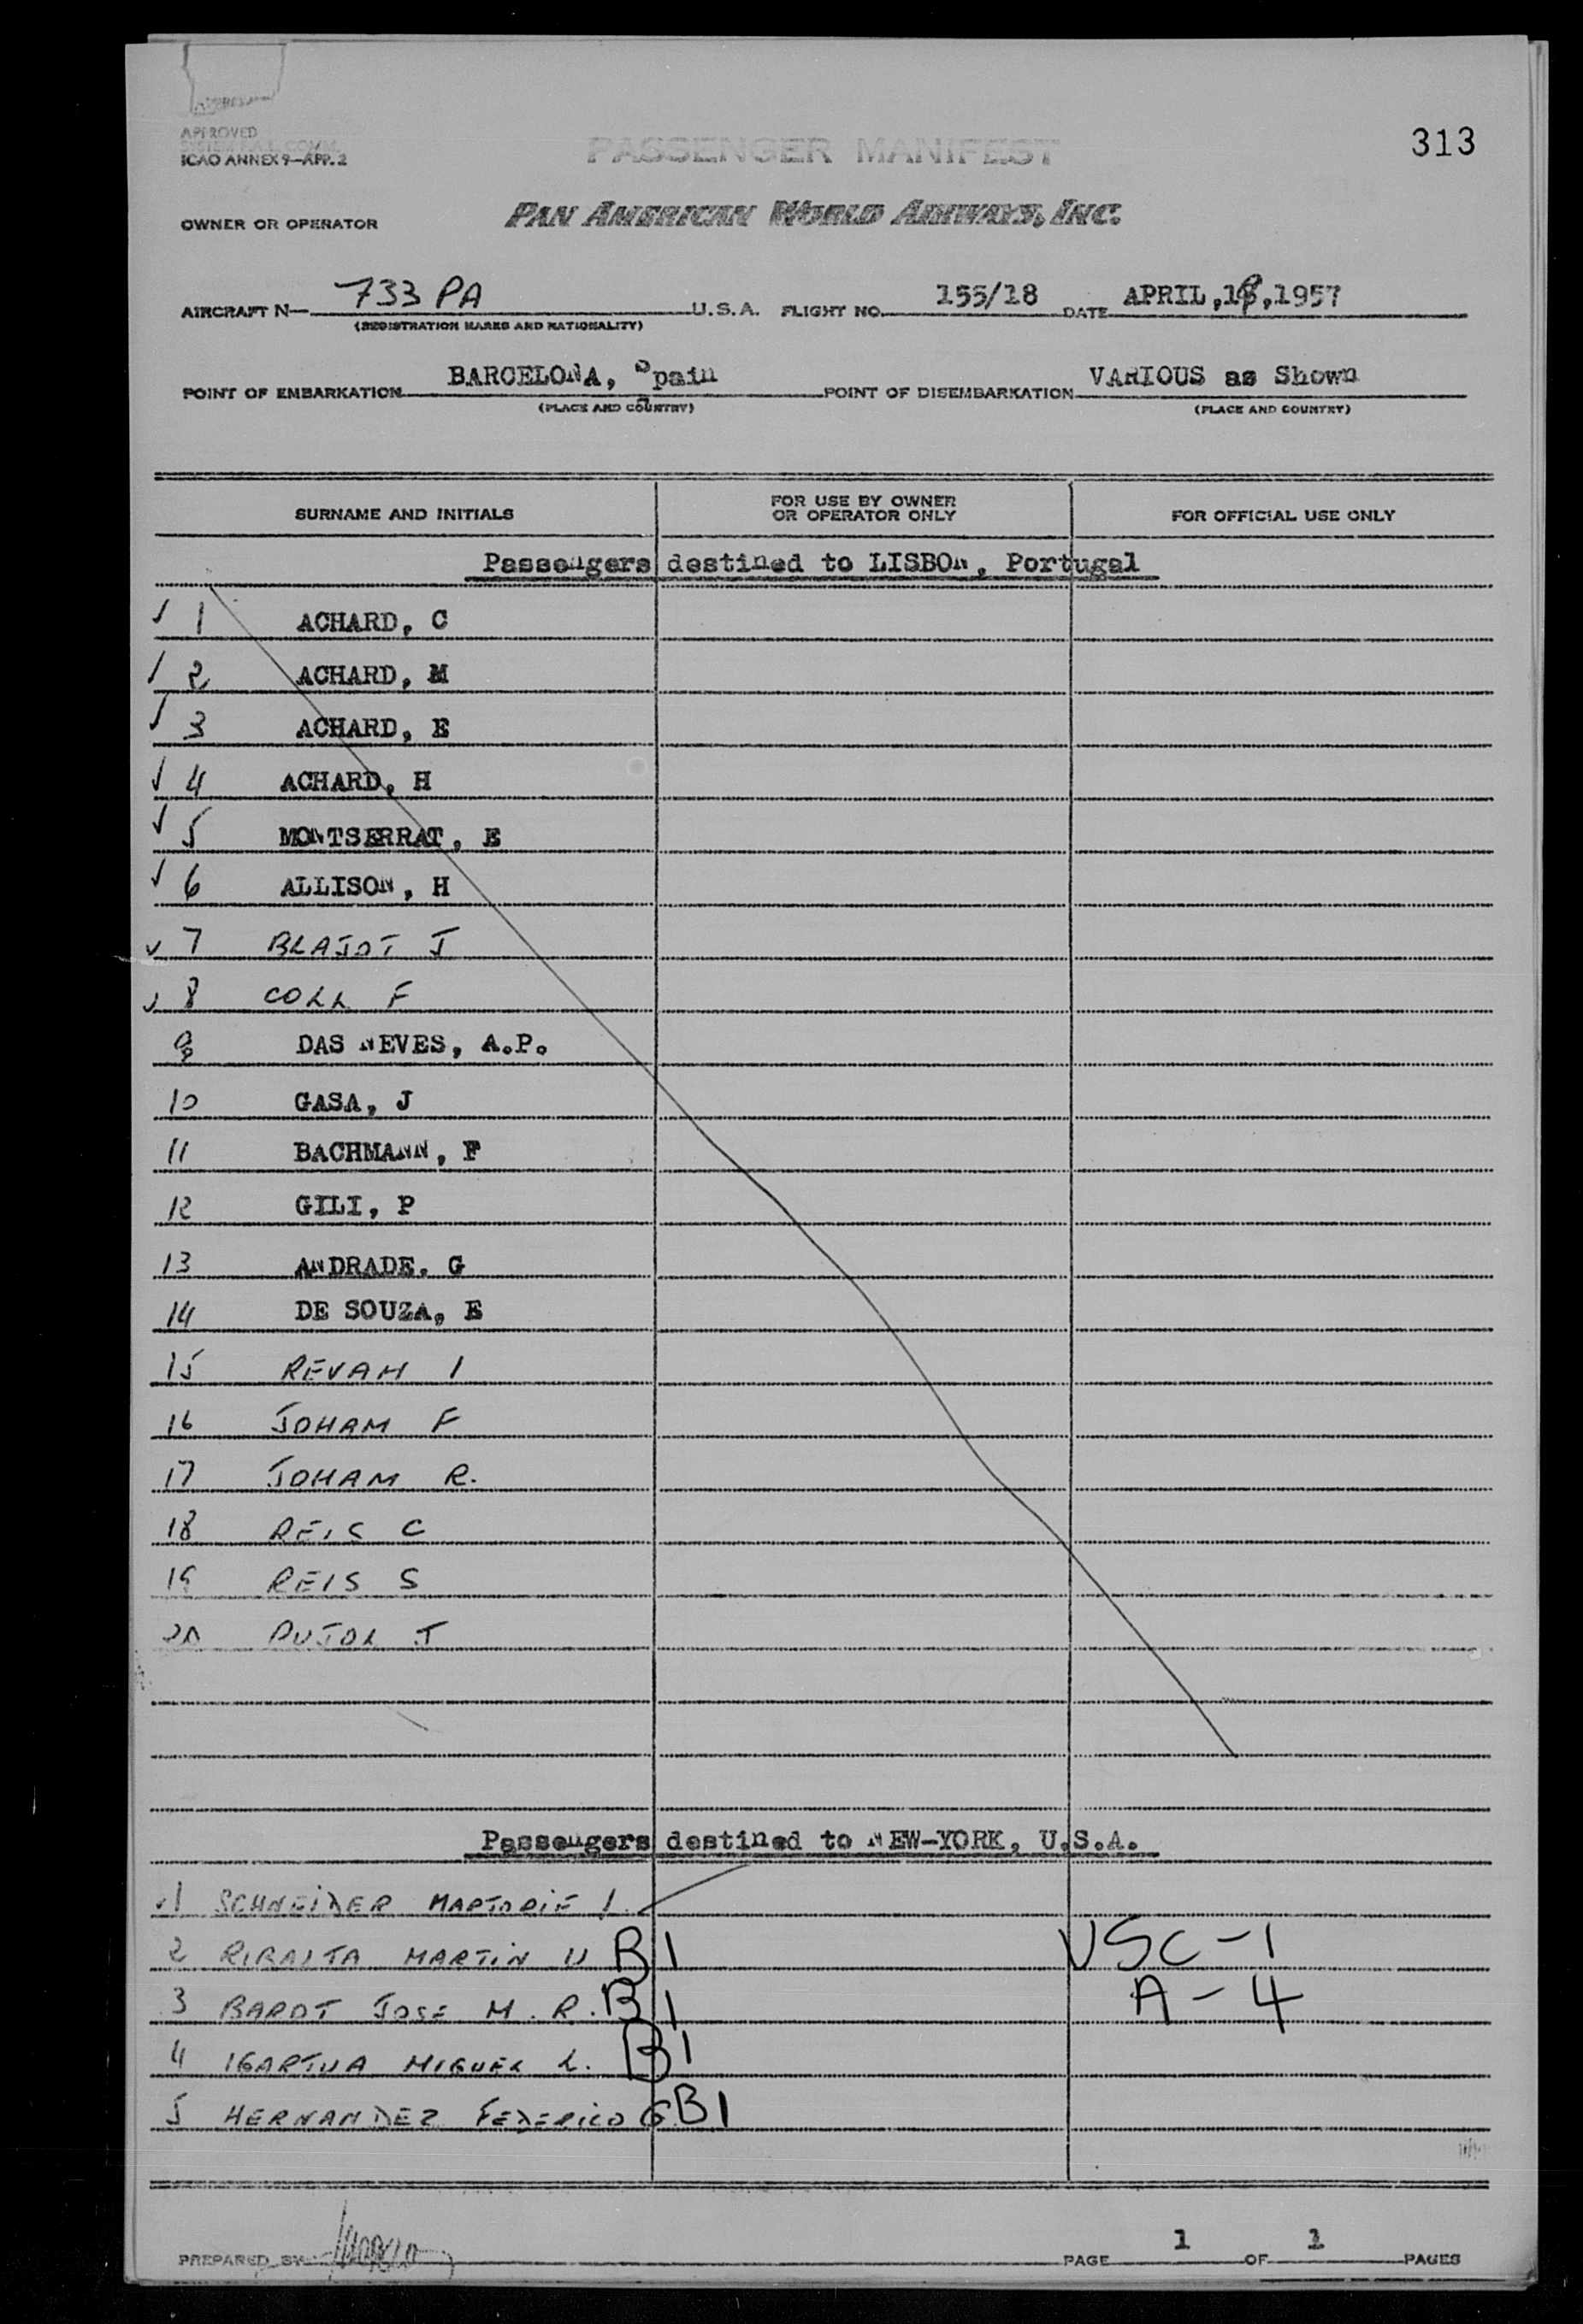 APPROVED
ICAO ANNEX 9—APP. 2
PASSENGER MANIFEST
313
OWNER OR OPERATOR PAN AMERICAN WORLD AIRWAYS, INC.
AIRCRAFT N— 733 PA U.S.A. FLIGHT NO. 155/18 DATE APRIL, 18, 1957
(REGISTRATION MARKS AND NATIONALITY)
POINT OF EMBARKATION BARCELONA, Spain POINT OF DISEMBARKATION VARIOUS as Shown
(PLACE AND COUNTRY) (PLACE AND COUNTRY)
SURNAME AND INITIALS FOR USE BY OWNER OR OPERATOR ONLY FOR OFFICIAL USE ONLY
Passengers destined to LISBON, Portugal
✓ 1 ACHARD, C
✓ 2 ACHARD, M
✓ 3 ACHARD, E
✓ 4 ACHARD, H
✓ 5 MONTSERRAT, E
✓ 6 ALLISON, H
✓ 7 BLAJOT J
✓ 8 COLL F
9 DAS NEVES, A.P.
10 GASA, J
11 BACHMANN, F
12 GILI, P
13 ANDRADE, G
14 DE SOUZA, E
15 REVAH I
16 JOHAM F
17 JOHAM R.
18 REIS C
19 REIS S
20 PUJOL J
Passengers destined to NEW-YORK, U.S.A.
✓ 1 SCHNEIDER MARJORIE I.
2 RIBALTA MARTIN U B1 USC-1
3 BAROT JOSE M. R. B1 A-4
4 IGARTUA MIGUEL L. B1
5 HERNANDEZ FEDERICO G B1
PREPARED BY PAGE 1 OF 1 PAGES